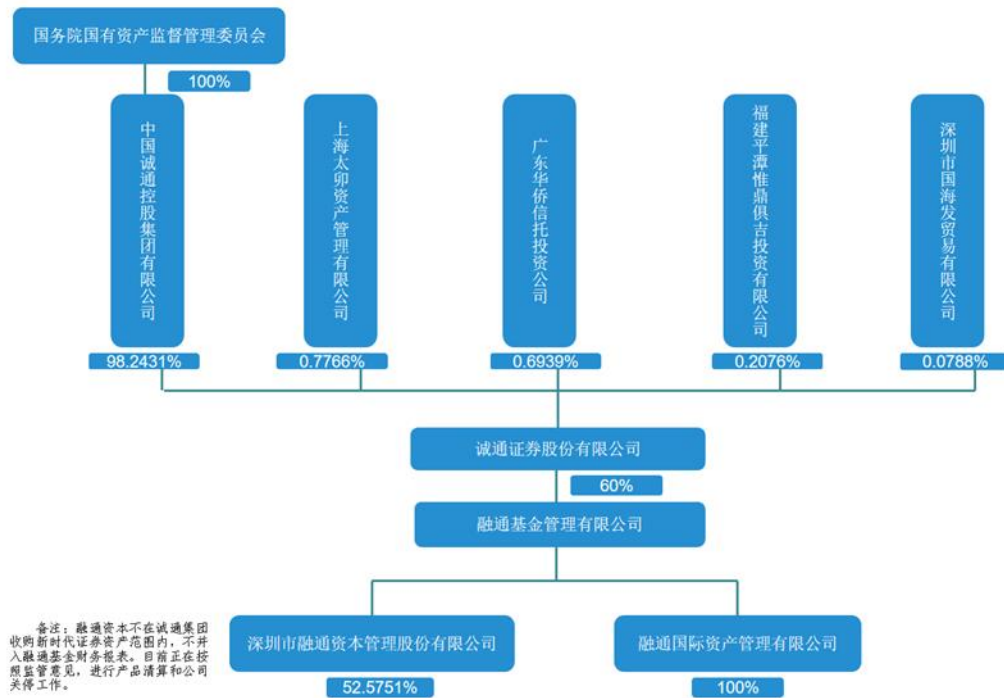 国务院国有资产监督管理委员会
100%
中国诚通控股集团有限公司
上海太卯资产管理有限公司
广东华侨信托投资公司
福建平潭惟鼎俱吉投资有限公司
深圳市国海发贸易有限公司
98.2431%
0.7766%
0.6939%
0.2076%
0.0788%
诚通证券股份有限公司
60%
融通基金管理有限公司
深圳市融通资本管理股份有限公司
融通国际资产管理有限公司
52.5751%
100%
备注：融通资本不在诚通集团
收购新时代证券资产范围内，不并
入融通基金财务报表。目前正在按
照监管意见，进行产品清算和公司
关停工作。